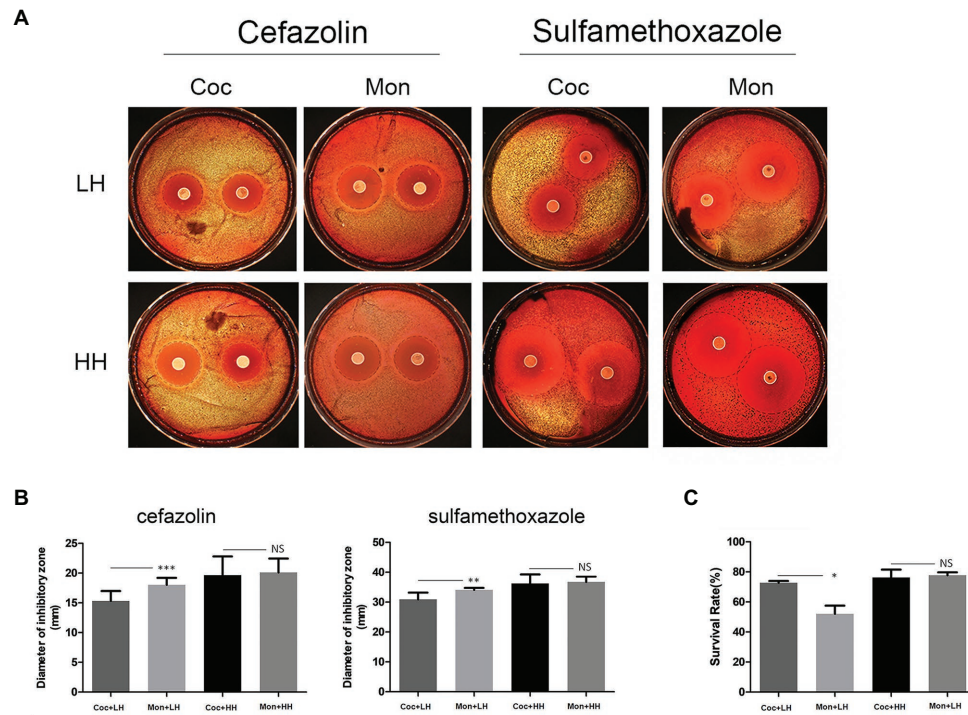 A
Cefazolin
Sulfamethoxazole
Coc
Mon
Coc
Mon
LH
HH
B
cefazolin
Diameter of inhibitory zone
(mm)
25
20
15
10
5
0
***
NS
Coc+LH
Mon+LH
Coc+HH
Mon+HH
sulfamethoxazole
Diameter of inhibitory zone
(mm)
50
40
30
20
10
0
**
NS
Coc+LH
Mon+LH
Coc+HH
Mon+HH
C
Survival Rate(%)
100
80
60
40
20
0
*
NS
Coc+LH
Mon+LH
Coc+HH
Mon+LH